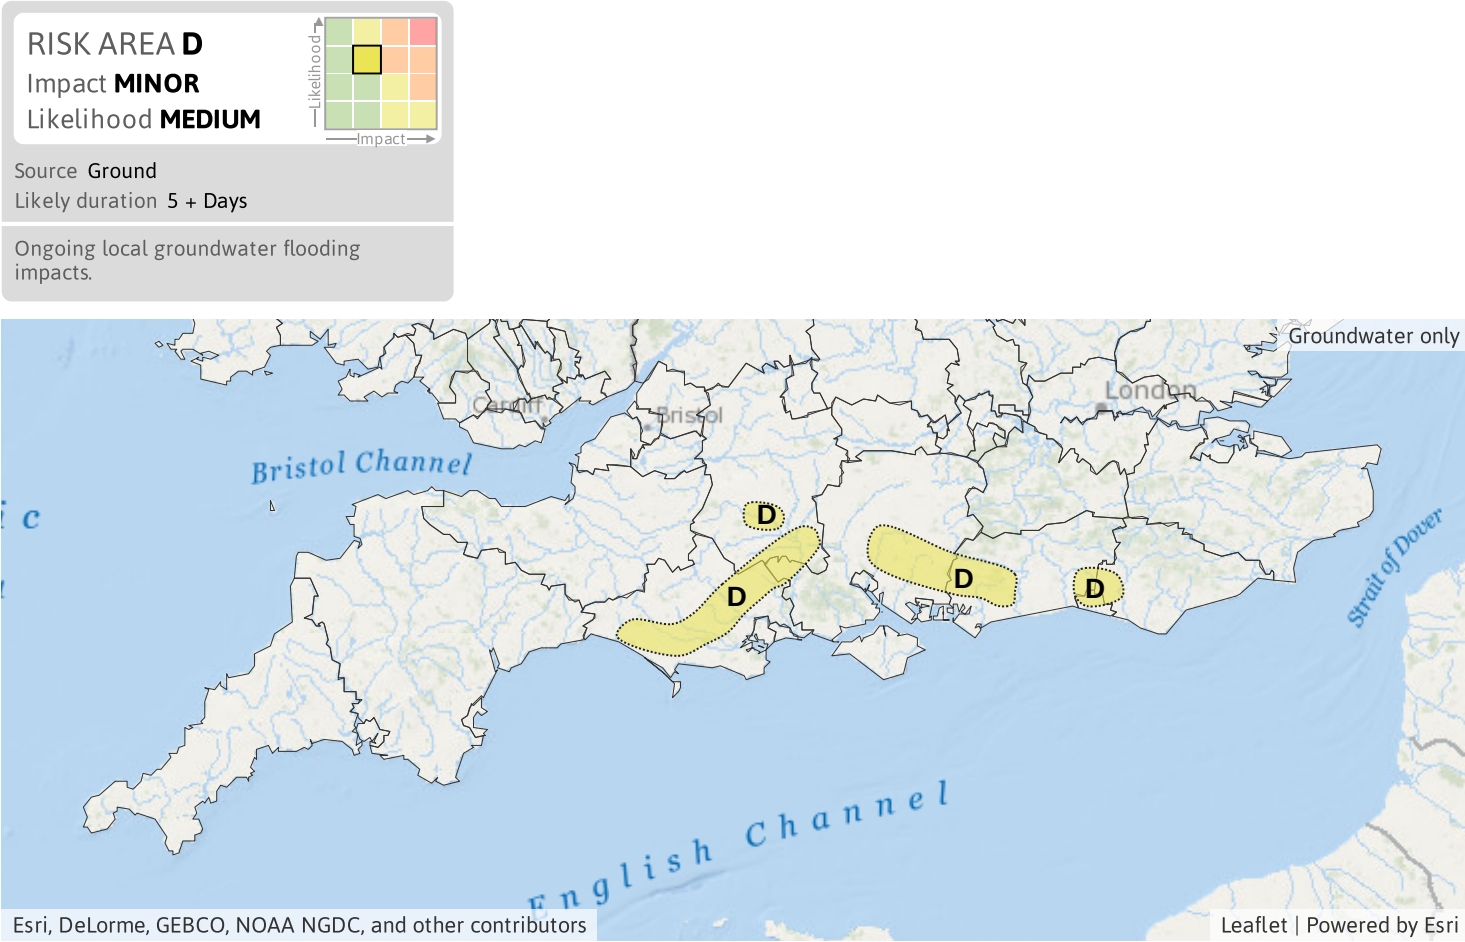 RISK AREA D
Impact MINOR
Likelihood MEDIUM
Likelihood
Impact
Source Ground
Likely duration 5 + Days
Ongoing local groundwater flooding
impacts.
Groundwater only
London
Cardiff
Bristol
Bristol Channel
ic
D
D
D
D
Strait of Dover
English Channel
Esri, DeLorme, GEBCO, NOAA NGDC, and other contributors
Leaflet | Powered by Esri